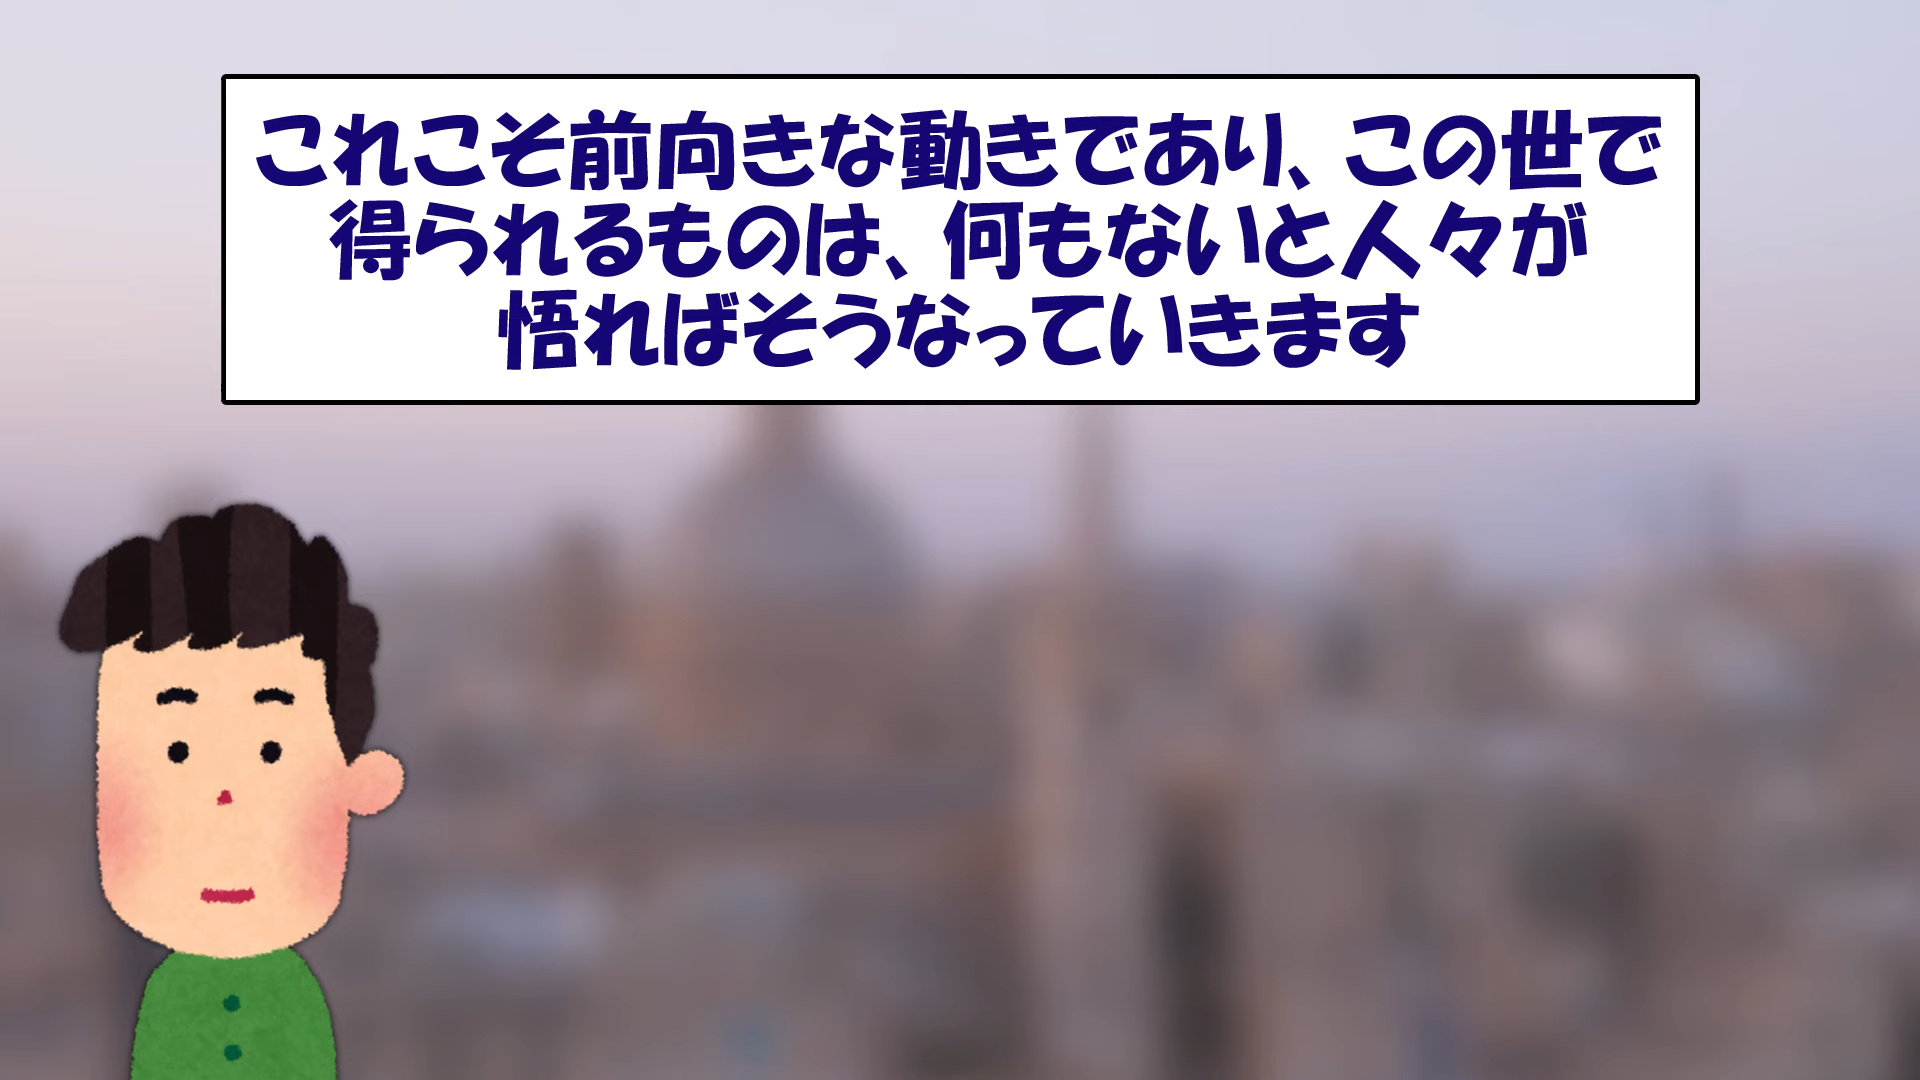 これこそ前向きな動きであり、この世で
得られるものは、何もないと人々が
悟ればそうなっていきます